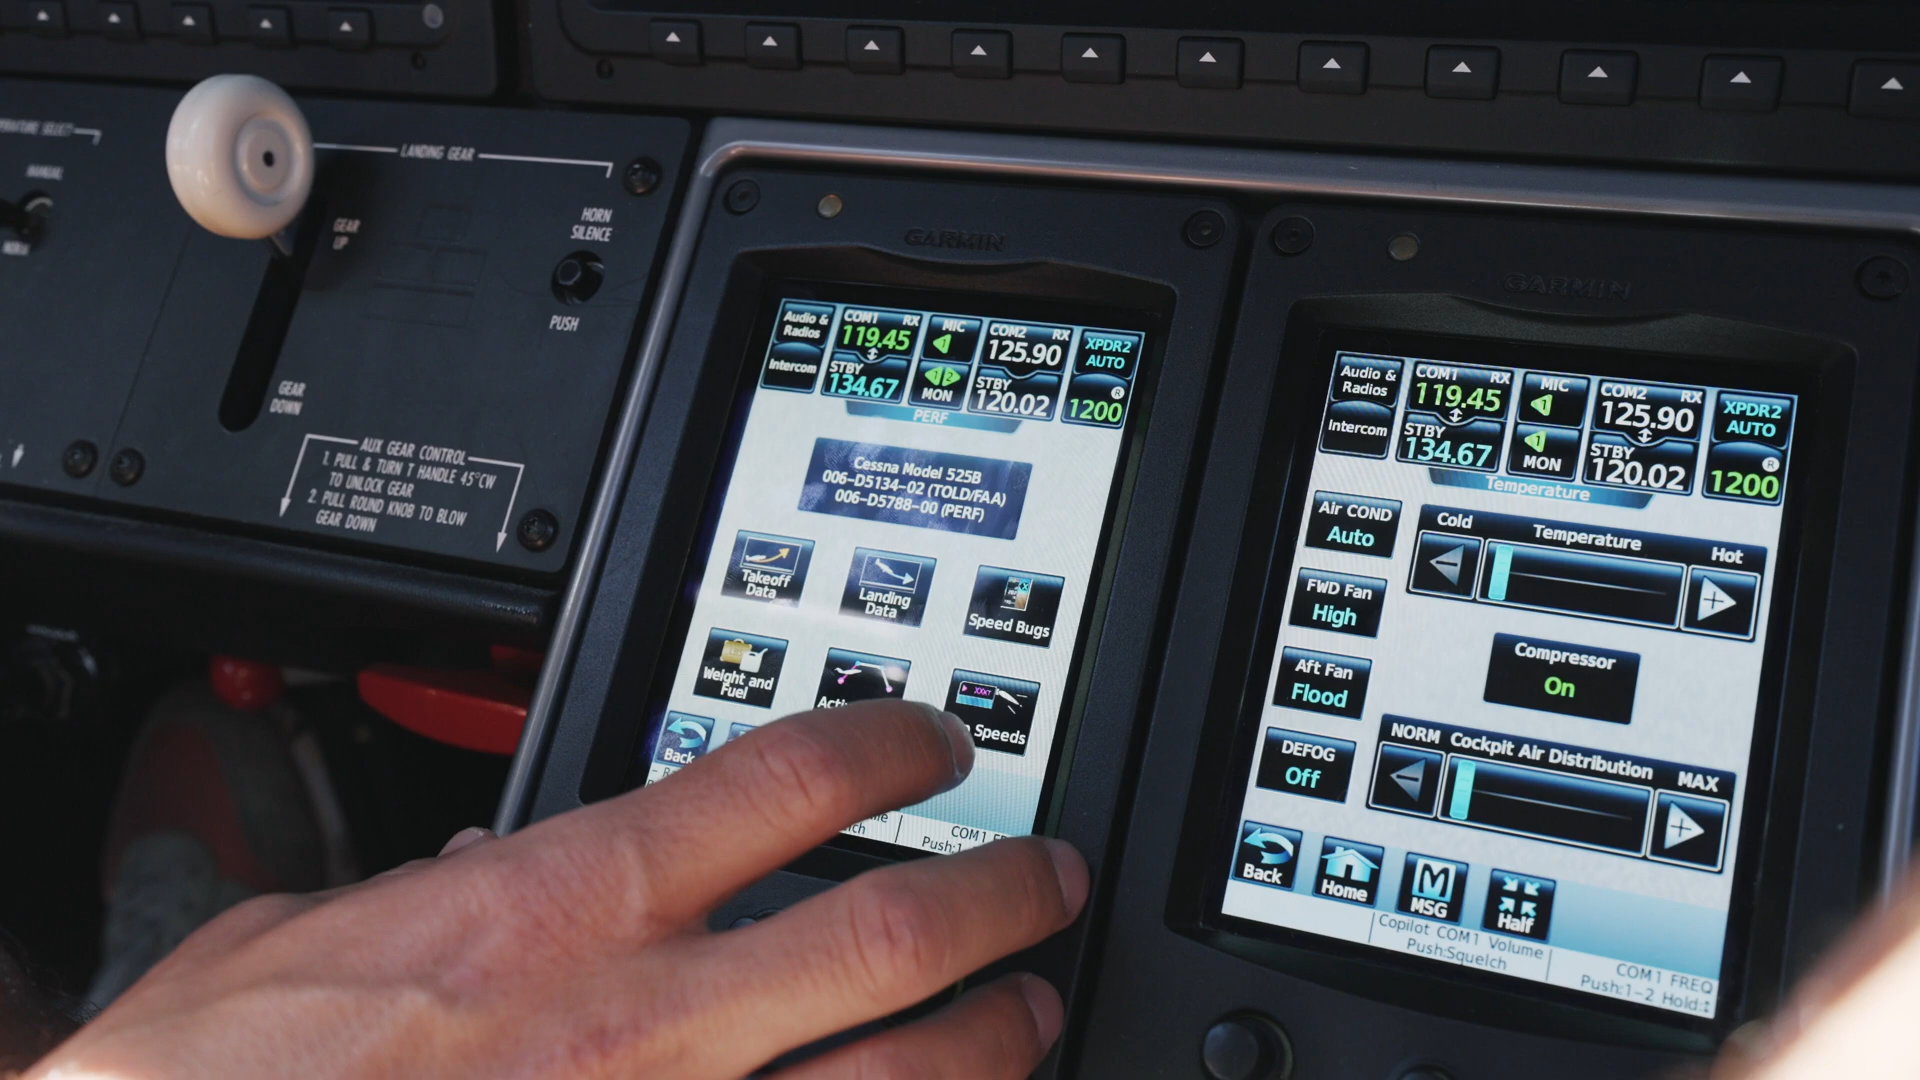 MANUAL
LANDING GEAR
GEAR
UP
HORN
SILENCE
PUSH
GEAR
DOWN
AUX GEAR CONTROL
1. PULL & TURN T HANDLE 45°CW
TO UNLOCK GEAR
2. PULL ROUND KNOB TO BLOW
GEAR DOWN
GARMIN
Audio &
Radios
Intercom
COM1 RX
119.45
STBY
134.67
MIC
1
1 2
MON
COM2 RX
125.90
STBY
120.02
XPDR2
AUTO
R
1200
PERF
Cessna Model 525B
006-D5134-02 (TOLD/FAA)
006-D5788-00 (PERF)
Takeoff
Data
Landing
Data
Speed Bugs
Weight and
Fuel
Speeds
Back
COM1
Push:1
GARMIN
Audio &
Radios
Intercom
COM1 RX
119.45
STBY
134.67
MIC
1
1
MON
COM2 RX
125.90
STBY
120.02
XPDR2
AUTO
R
1200
Temperature
Air COND
Auto
Cold Temperature Hot
FWD Fan
High
Compressor
On
Aft Fan
Flood
NORM Cockpit Air Distribution MAX
DEFOG
Off
Back
Home
MSG
Half
Copilot COM1 Volume
Push:Squelch
COM1 FREQ
Push:1-2 Hold:↕